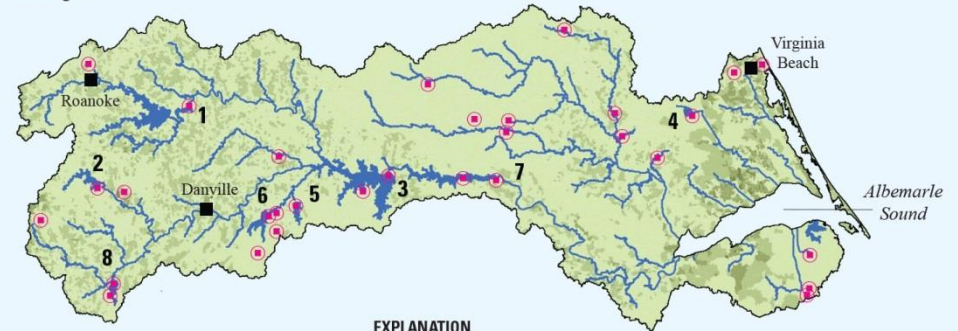 Virginia
Beach
Roanoke
1
4
2
Danville
7
3
6
5
Albemarle
Sound
8
EXPLANATION